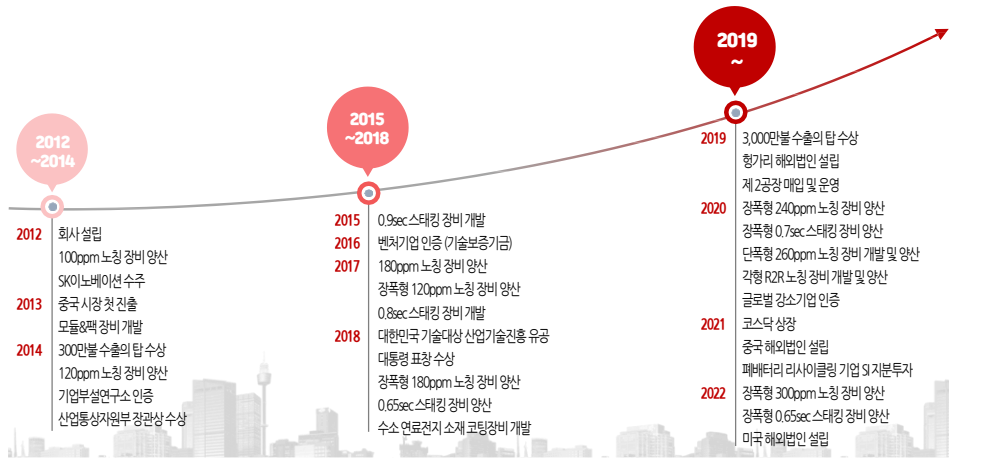 2012
~2014
2012 회사 설립
100ppm 노칭 장비 양산
SK이노베이션 수주
2013 중국 시장 첫 진출
모듈&팩 장비 개발
2014 300만불 수출의 탑 수상
120ppm 노칭 장비 양산
기업부설연구소 인증
산업통상자원부 장관상 수상
2015
~2018
2015 0.9sec 스태킹 장비 개발
2016 벤처기업 인증 (기술보증기금)
2017 180ppm 노칭 장비 양산
장폭형 120ppm 노칭 장비 양산
0.8sec 스태킹 장비 개발
2018 대한민국 기술대상 산업기술진흥 유공
대통령 표창 수상
장폭형 180ppm 노칭 장비 양산
0.65sec 스태킹 장비 양산
수소 연료전지 소재 코팅장비 개발
2019
~
2019 3,000만불 수출의 탑 수상
헝가리 해외법인 설립
제 2공장 매입 및 운영
2020 장폭형 240ppm 노칭 장비 양산
장폭형 0.7sec 스태킹 장비 양산
단폭형 260ppm 노칭 장비 개발 및 양산
각형 R2R 노칭 장비 개발 및 양산
글로벌 강소기업 인증
2021 코스닥 상장
중국 해외법인 설립
폐배터리 리사이클링 기업 SI 지분투자
2022 장폭형 300ppm 노칭 장비 양산
장폭형 0.65sec 스태킹 장비 양산
미국 해외법인 설립